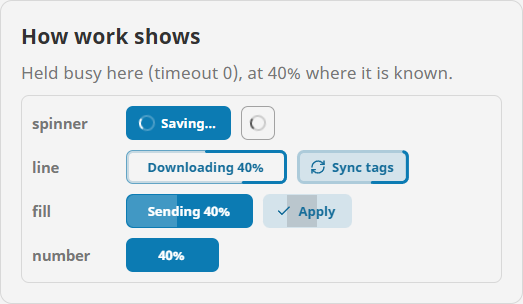 How work shows
Held busy here (timeout 0), at 40% where it is known.
spinner Saving...
line Downloading 40% Sync tags
fill Sending 40% Apply
number 40%